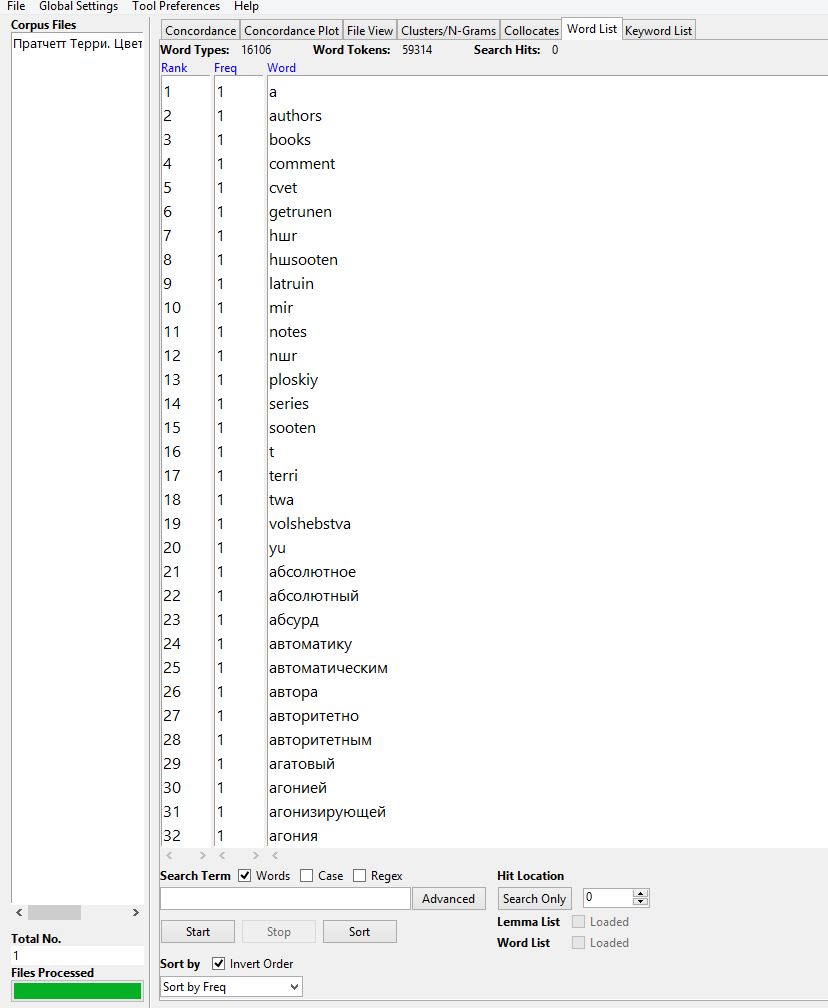 File Global Settings Tool Preferences Help
Corpus Files
Пратчетт Терри. Цвет
Concordance Concordance Plot File View Clusters/N-Grams Collocates Word List Keyword List
Word Types: 16106 Word Tokens: 59314 Search Hits: 0
Rank Freq Word
1 1 a
2 1 authors
3 1 books
4 1 comment
5 1 cvet
6 1 getrunen
7 1 hшr
8 1 hшsooten
9 1 latruin
10 1 mir
11 1 notes
12 1 nшr
13 1 ploskiy
14 1 series
15 1 sooten
16 1 t
17 1 terri
18 1 twa
19 1 volshebstva
20 1 yu
21 1 абсолютное
22 1 абсолютный
23 1 абсурд
24 1 автоматику
25 1 автоматическим
26 1 автора
27 1 авторитетно
28 1 авторитетным
29 1 агатовый
30 1 агонией
31 1 агонизирующей
32 1 агония
Search Term Words Case Regex Hit Location
Advanced Search Only 0
Lemma List Loaded
Start Stop Sort
Word List Loaded
Total No.
1
Files Processed
Sort by Invert Order
Sort by Freq